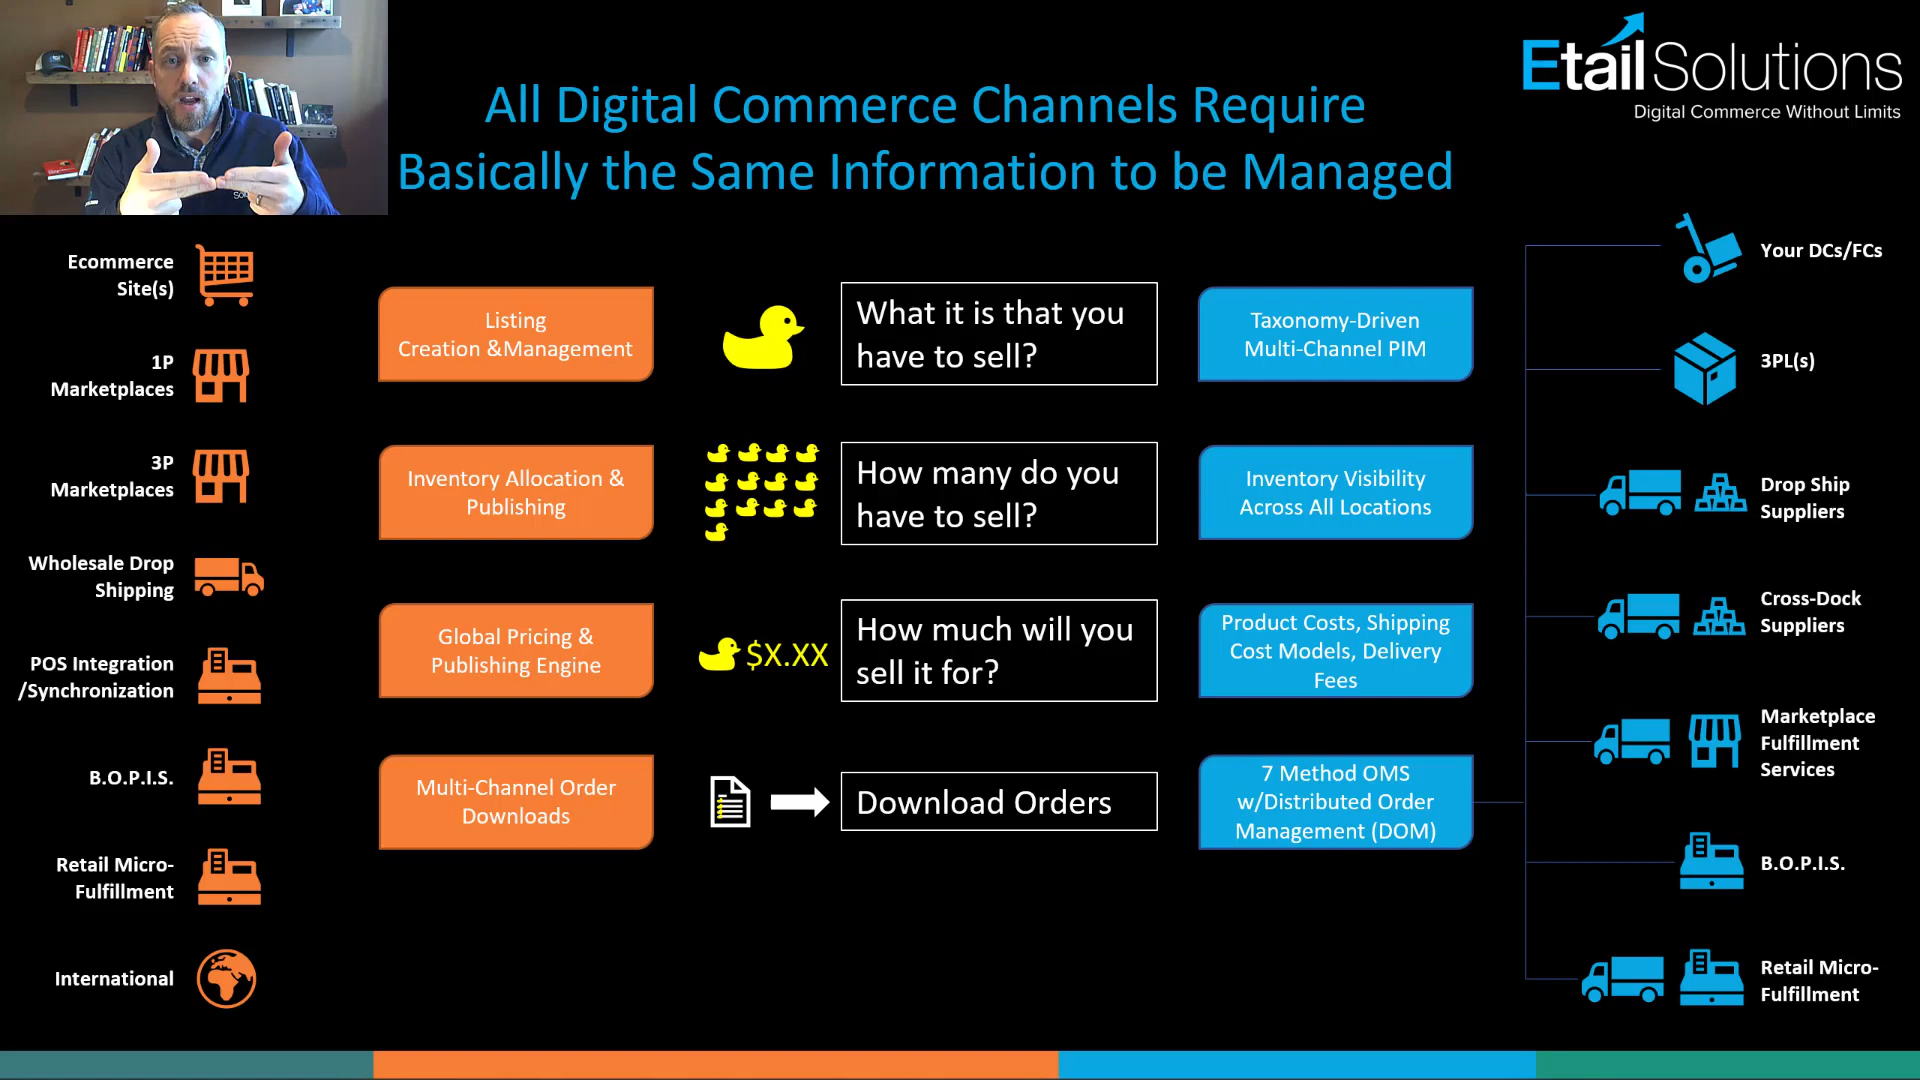 All Digital Commerce Channels Require
Basically the Same Information to be Managed
Etail Solutions
Digital Commerce Without Limits
Ecommerce
Site(s)
1P
Marketplaces
3P
Marketplaces
Wholesale Drop
Shipping
POS Integration
/Synchronization
B.O.P.I.S.
Retail Micro-
Fulfillment
International
Listing
Creation &Management
What it is that you
have to sell?
Taxonomy-Driven
Multi-Channel PIM
Inventory Allocation &
Publishing
How many do you
have to sell?
Inventory Visibility
Across All Locations
Global Pricing &
Publishing Engine
$X.XX
How much will you
sell it for?
Product Costs, Shipping
Cost Models, Delivery
Fees
Multi-Channel Order
Downloads
Download Orders
7 Method OMS
w/Distributed Order
Management (DOM)
Your DCs/FCs
3PL(s)
Drop Ship
Suppliers
Cross-Dock
Suppliers
Marketplace
Fulfillment
Services
B.O.P.I.S.
Retail Micro-
Fulfillment